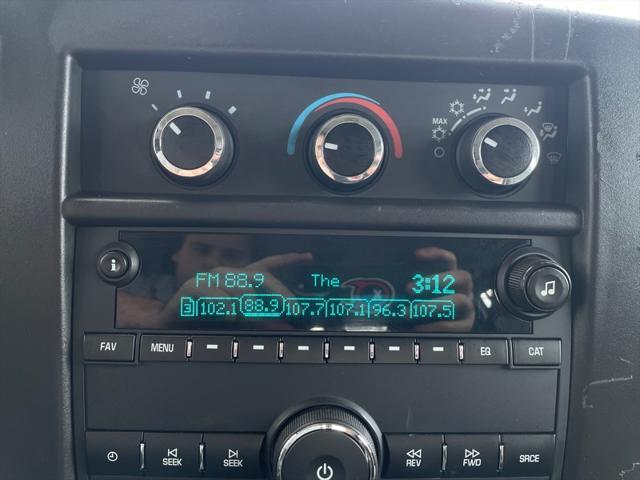 MAX
FM 88.9 The 3:12
3 102.1 88.9 107.7 107.1 96.3 107.5
FAV MENU EQ CAT
SEEK SEEK REV FWD SRCE